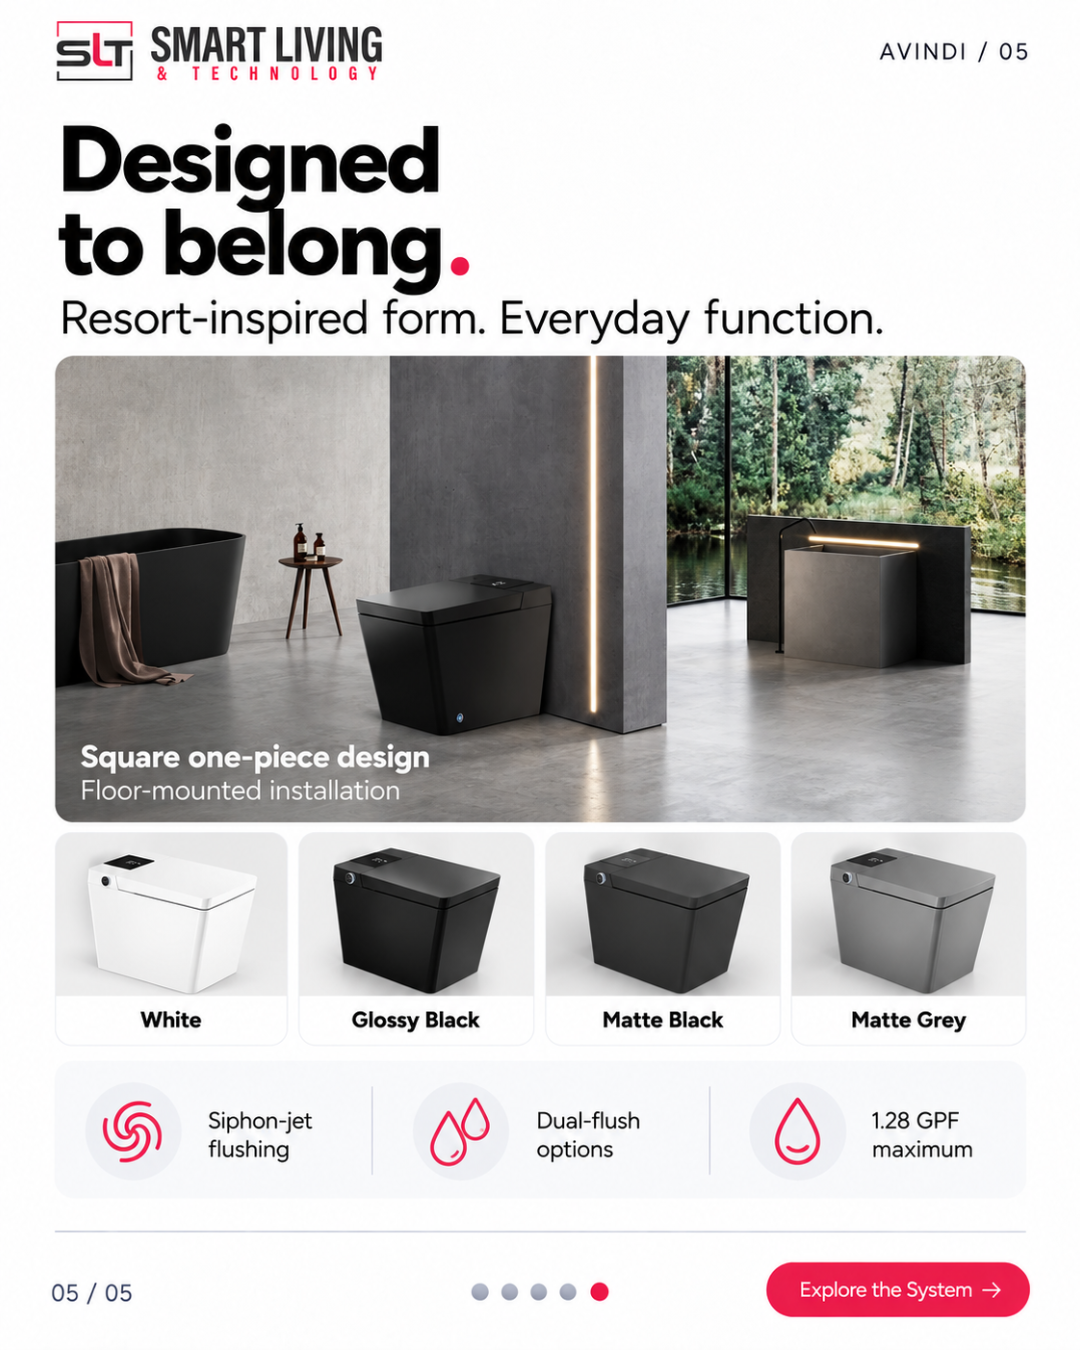 SLT SMART LIVING
& TECHNOLOGY
AVINDI / 05
Designed
to belong.
Resort-inspired form. Everyday function.
Square one-piece design
Floor-mounted installation
White
Glossy Black
Matte Black
Matte Grey
Siphon-jet
flushing
Dual-flush
options
1.28 GPF
maximum
05 / 05
Explore the System →